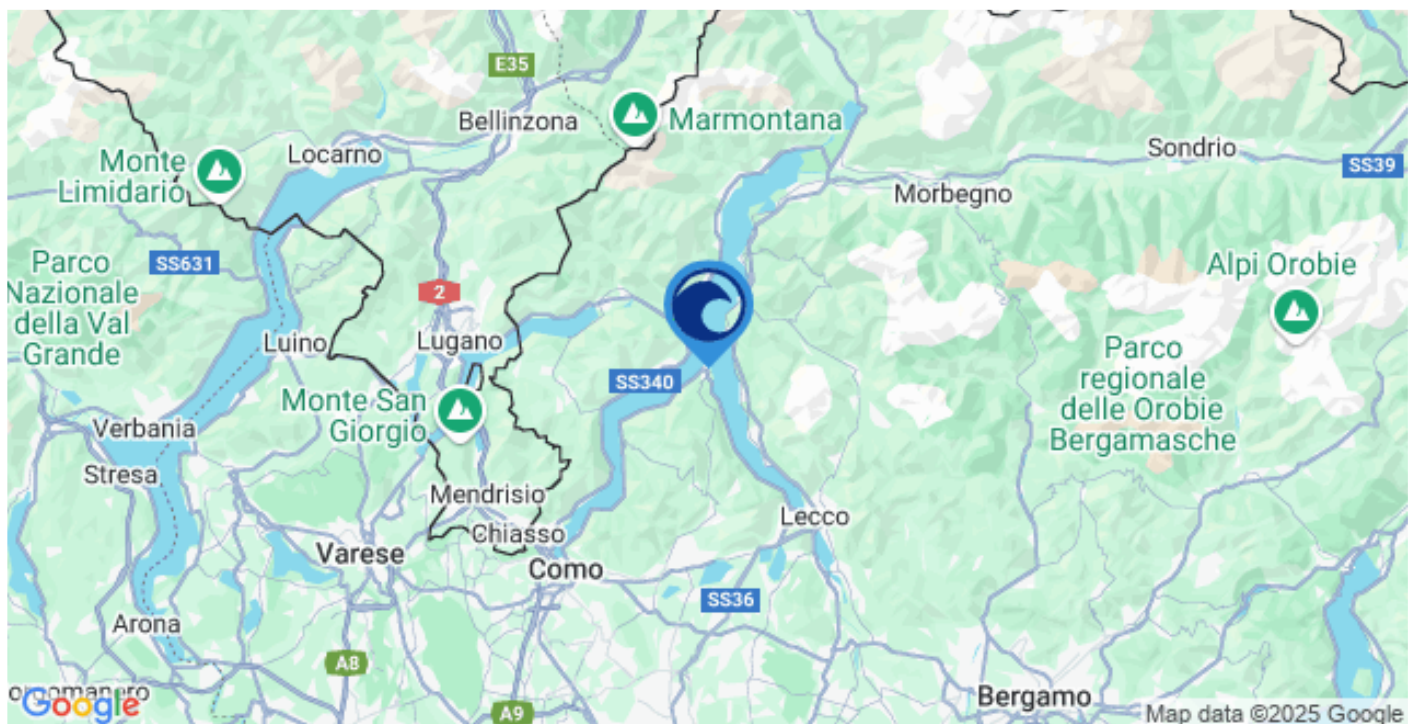 E35
Bellinzona
Marmontana
Locarno
Monte
Limidario
Sondrio
SS39
Morbegno
SS631
Parco
Nazionale
della Val
Grande
2
Alpi Orobie
Luino
Lugano
SS340
Parco
regionale
delle Orobie
Bergamasche
Monte San
Giorgio
Verbania
Stresa
Mendrisio
Lecco
Chiasso
Varese
Como
SS36
Arona
A8
Bergamo
A9
Google
Map data ©2025 Google